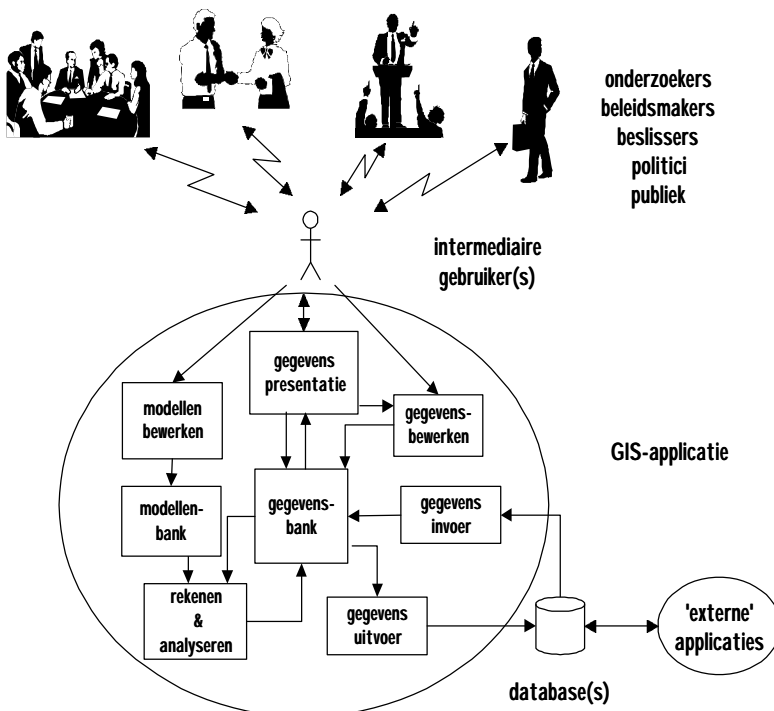 onderzoekers
beleidsmakers
beslissers
politici
publiek
intermediaire
gebruiker(s)
gegevens
presentatie
modellen
bewerken
gegevens-
bewerken
GIS-applicatie
modellen-
bank
gegevens-
bank
gegevens
invoer
rekenen
&
analyseren
gegevens
uitvoer
'externe'
applicaties
database(s)